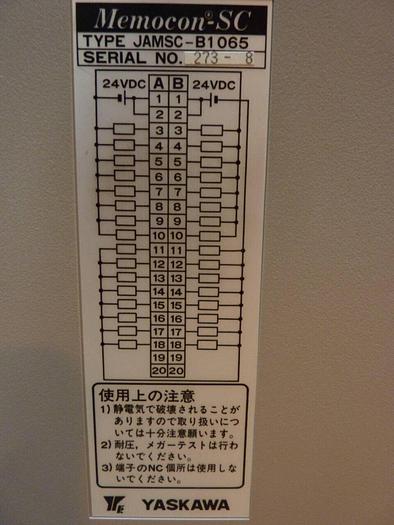 Memocon-SC
TYPE JAMSC-B1065
SERIAL NO. 273-8
24VDC A B 24VDC
1 1
2 2
3 3
4 4
5 5
6 6
7 7
8 8
9 9
10 10
11 11
12 12
13 13
14 14
15 15
16 16
17 17
18 18
19 19
20 20
使用上の注意
1) 静電気で破壊されることが
ありますので取り扱いにつ
いては十分注意願います。
2) 耐圧,メガーテストは行わ
ないでください。
3) 端子のNC個所は使用しな
いでください。
YE YASKAWA